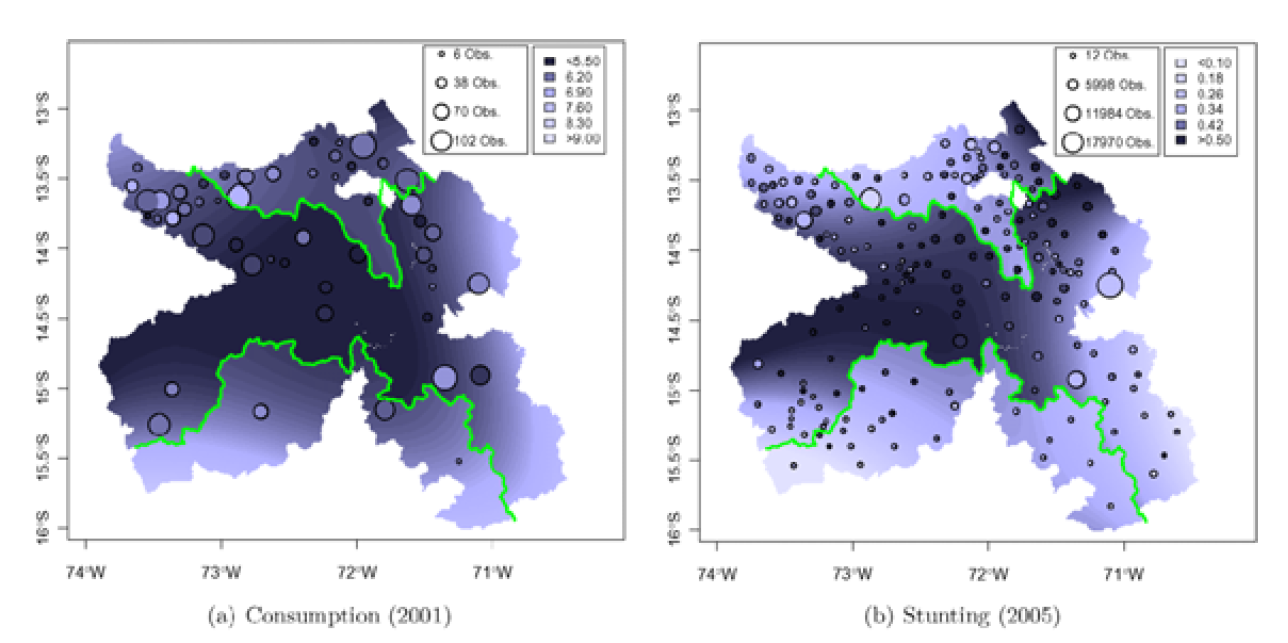 6 Obs.
38 Obs.
70 Obs.
102 Obs.
<5.50
6.20
6.90
7.60
8.30
>9.00
13°S
13.5°S
14°S
14.5°S
15°S
15.5°S
16°S
74°W
73°W
72°W
71°W
(a) Consumption (2001)
12 Obs.
5998 Obs.
11984 Obs.
17970 Obs.
<0.10
0.18
0.26
0.34
0.42
>0.50
13°S
13.5°S
14°S
14.5°S
15°S
15.5°S
16°S
74°W
73°W
72°W
71°W
(b) Stunting (2005)